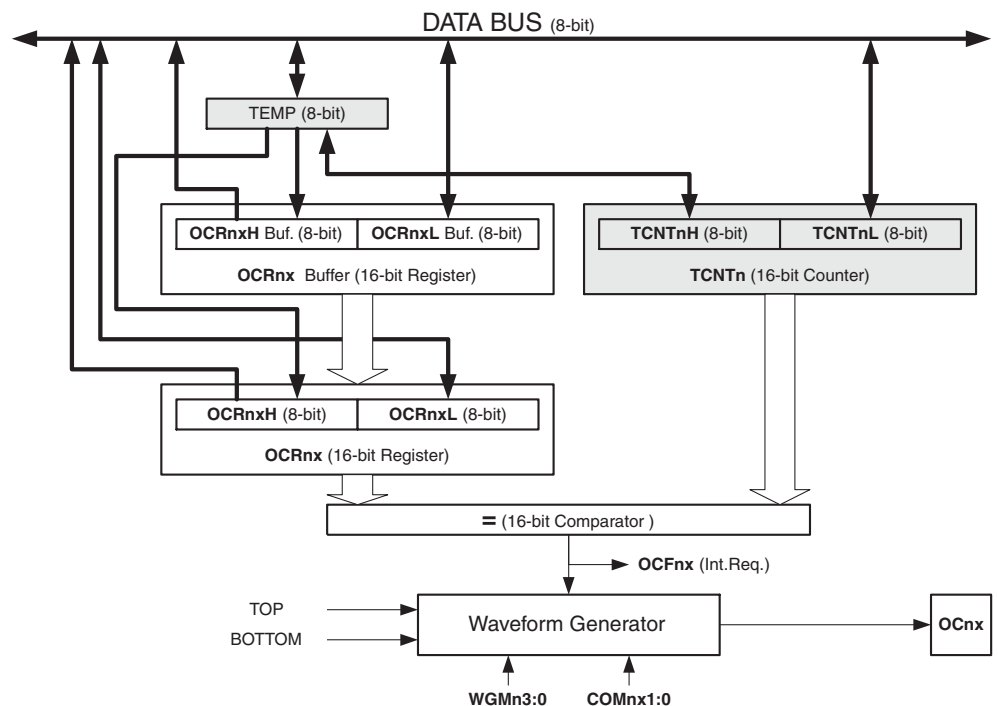 DATA BUS (8-bit)
TEMP (8-bit)
OCRnxH Buf. (8-bit)
OCRnxL Buf. (8-bit)
TCNTnH (8-bit)
TCNTnL (8-bit)
OCRnx Buffer (16-bit Register)
TCNTn (16-bit Counter)
OCRnxH (8-bit)
OCRnxL (8-bit)
OCRnx (16-bit Register)
= (16-bit Comparator )
OCFnx (Int.Req.)
TOP
BOTTOM
Waveform Generator
OCnx
WGMn3:0
COMnx1:0